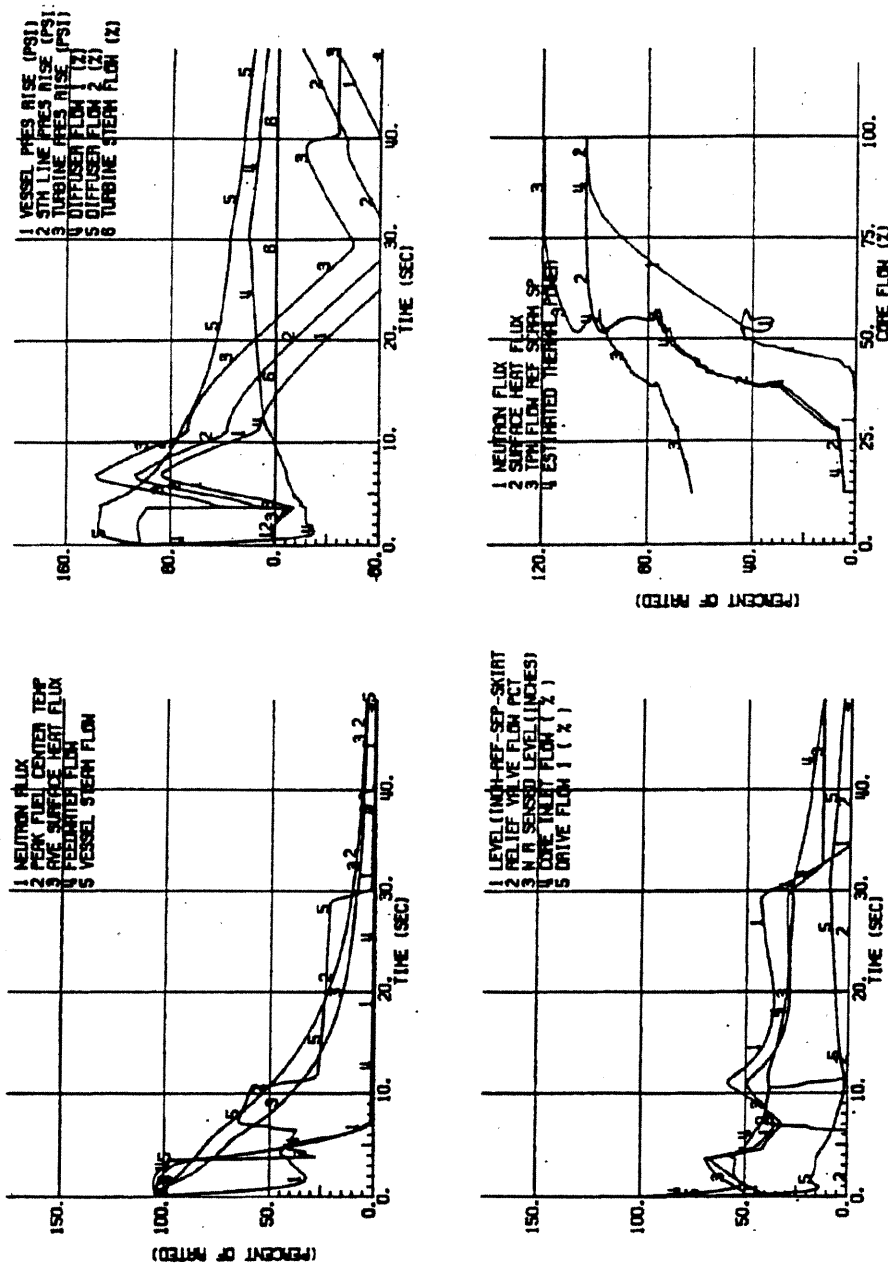 1 NEUTRON FLUX
2 PEAK FUEL CENTER TEMP
3 AVE SURFACE HEAT FLUX
4 FEEDWATER FLOW
5 VESSEL STEAM FLOW
150.
100.
50.
0.
(PERCENT OF RATED)
0. 10. 20. 30. 40.
TIME (SEC)
1 VESSEL PRES RISE (PSI)
2 STM LINE PRES RISE (PSI)
3 TURBINE PRES RISE (PSI)
4 DIFFUSER FLOW 1 (%)
5 DIFFUSER FLOW 2 (%)
6 TURBINE STEAM FLOW (%)
160.
80.
0.
-80.
0. 10. 20. 30. 40.
TIME (SEC)
1 LEVEL(INCH-REF-SEP-SKIRT
2 RELIEF VALVE FLOW PCT
3 N R SENSED LEVEL(INCHES)
4 CORE INLET FLOW (%)
5 DRIVE FLOW 1 (%)
150.
100.
50.
0.
0. 10. 20. 30. 40.
TIME (SEC)
1 NEUTRON FLUX
2 SURFACE HEAT FLUX
3 TPM FLOW REF SCRAM SP
4 ESTIMATED THERMAL POWER
120.
80.
40.
0.
(PERCENT OF RATED)
0. 25. 50. 75. 100.
CORE FLOW (%)